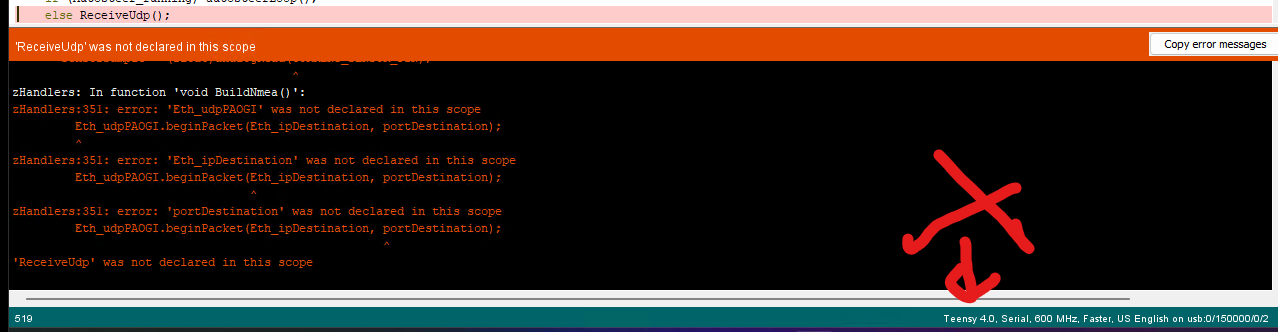 else ReceiveUdp();
'ReceiveUdp' was not declared in this scope
Copy error messages
zHandlers: In function 'void BuildNmea()':
zHandlers:351: error: 'Eth_udpPAOGI' was not declared in this scope
Eth_udpPAOGI.beginPacket(Eth_ipDestination, portDestination);
^
zHandlers:351: error: 'Eth_ipDestination' was not declared in this scope
Eth_udpPAOGI.beginPacket(Eth_ipDestination, portDestination);
^
zHandlers:351: error: 'portDestination' was not declared in this scope
Eth_udpPAOGI.beginPacket(Eth_ipDestination, portDestination);
^
'ReceiveUdp' was not declared in this scope
519
Teensy 4.0, Serial, 600 MHz, Faster, US English on usb:0/150000/0/2